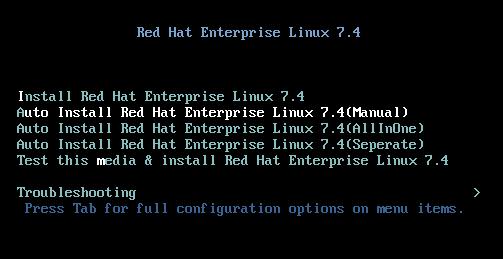 Red Hat Enterprise Linux 7.4
Install Red Hat Enterprise Linux 7.4
Auto Install Red Hat Enterprise Linux 7.4(Manual)
Auto Install Red Hat Enterprise Linux 7.4(AllInOne)
Auto Install Red Hat Enterprise Linux 7.4(Seperate)
Test this media & install Red Hat Enterprise Linux 7.4
Troubleshooting >
Press Tab for full configuration options on menu items.